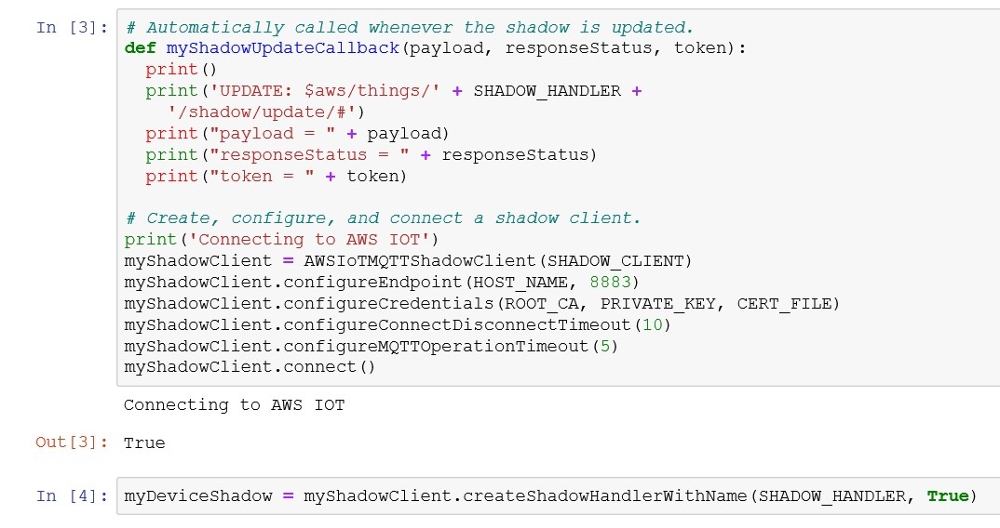 In [3]: # Automatically called whenever the shadow is updated.
def myShadowUpdateCallback(payload, responseStatus, token):
  print()
  print('UPDATE: $aws/things/' + SHADOW_HANDLER +
    '/shadow/update/#')
  print("payload = " + payload)
  print("responseStatus = " + responseStatus)
  print("token = " + token)

# Create, configure, and connect a shadow client.
print('Connecting to AWS IOT')
myShadowClient = AWSIoTMQTTShadowClient(SHADOW_CLIENT)
myShadowClient.configureEndpoint(HOST_NAME, 8883)
myShadowClient.configureCredentials(ROOT_CA, PRIVATE_KEY, CERT_FILE)
myShadowClient.configureConnectDisconnectTimeout(10)
myShadowClient.configureMQTTOperationTimeout(5)
myShadowClient.connect()
Connecting to AWS IOT
Out[3]: True
In [4]: myDeviceShadow = myShadowClient.createShadowHandlerWithName(SHADOW_HANDLER, True)